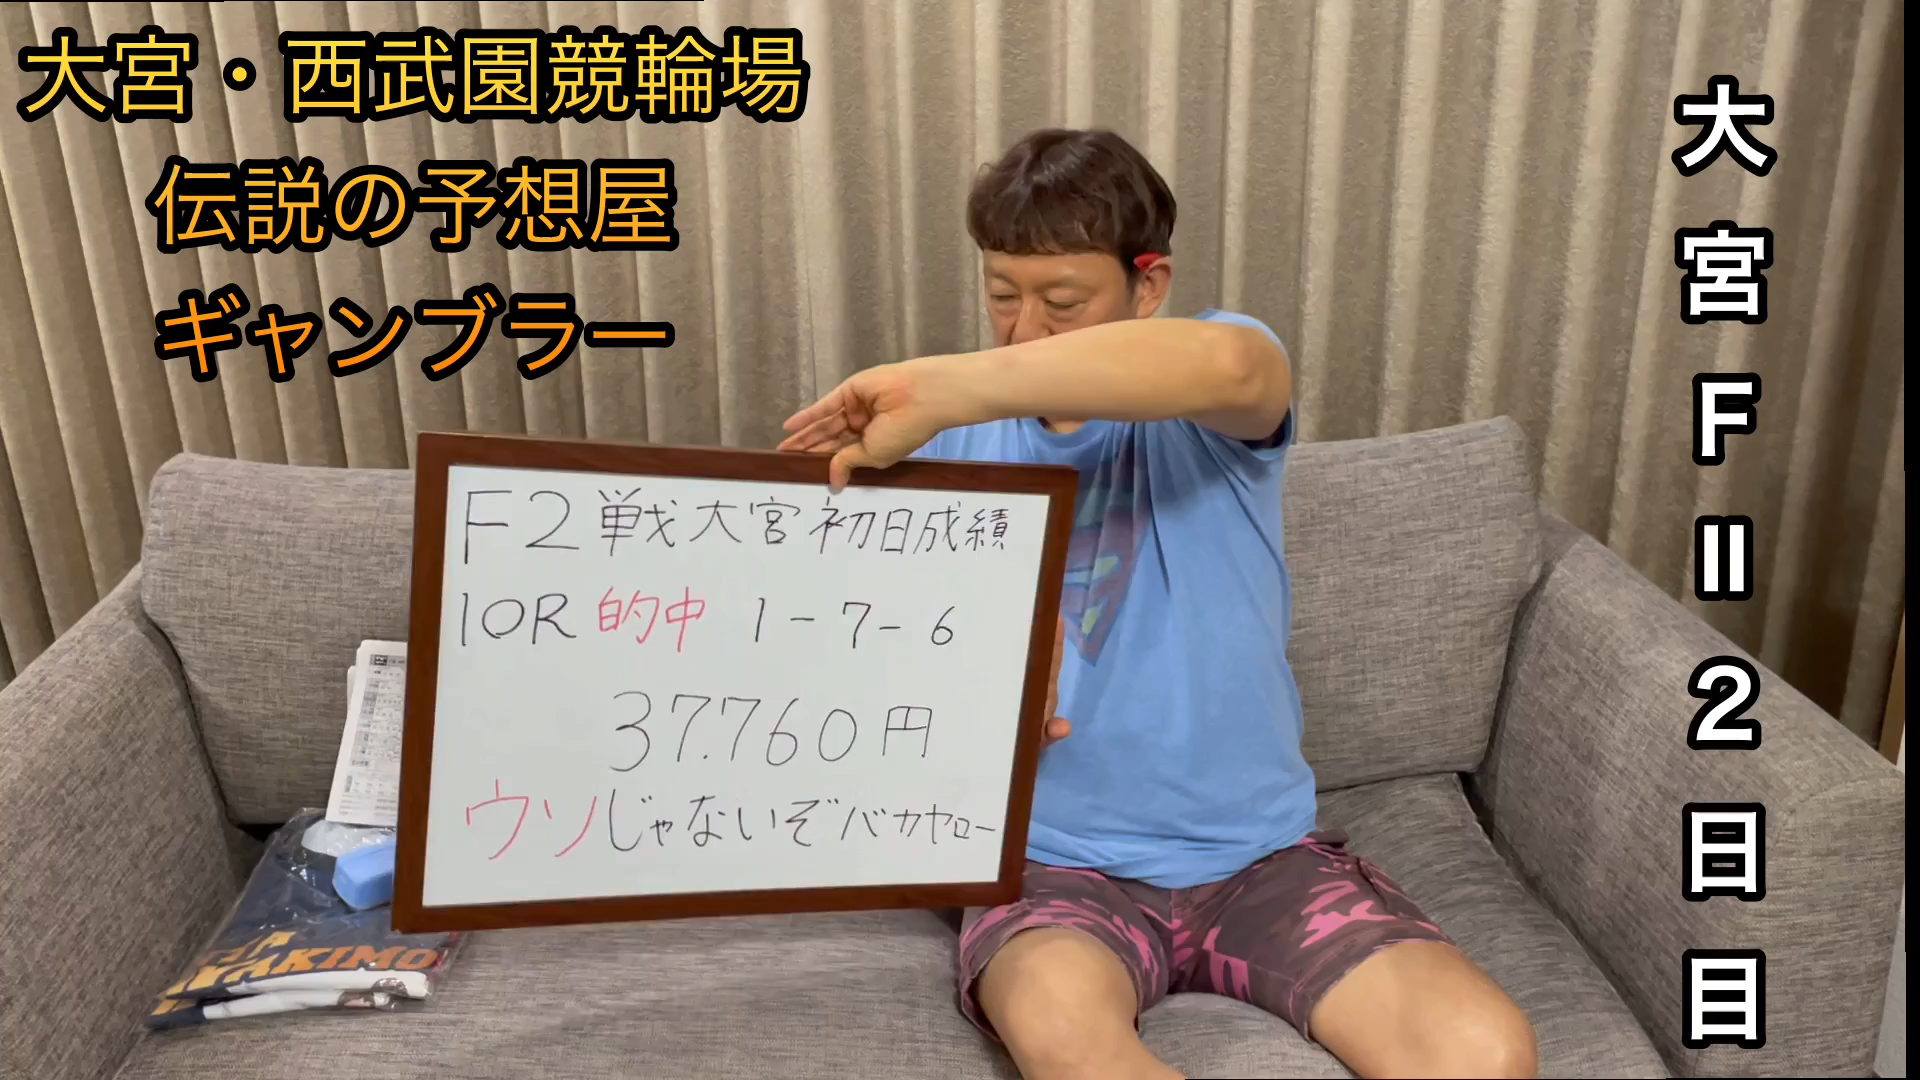 大宮・西武園競輪場
伝説の予想屋
ギャンブラー
大宮FⅡ2日目
F2戦大宮初日成績
10R 的中 1-7-6
37.760円
ウソじゃないぞバカヤロー
AKIMO